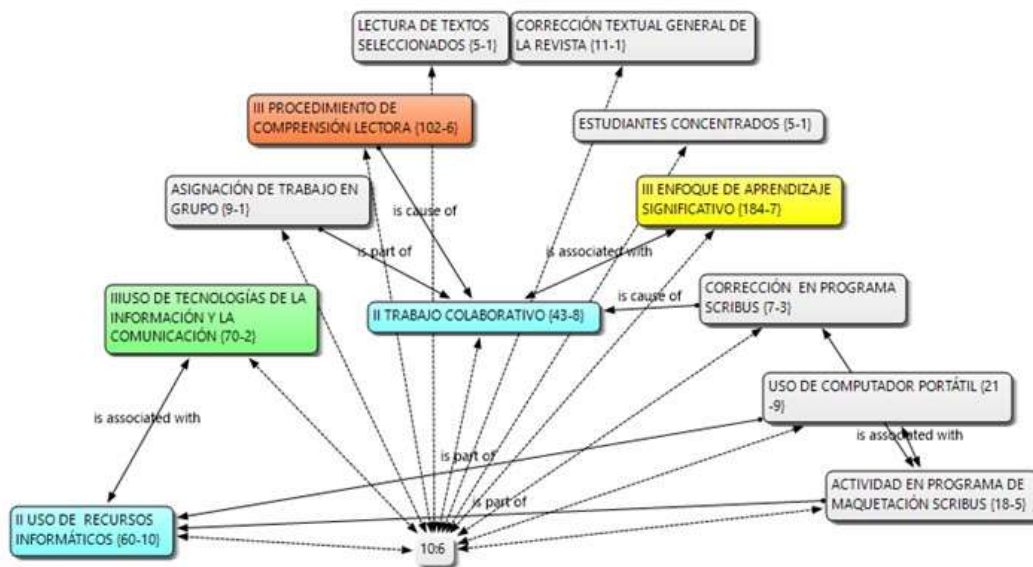 LECTURA DE TEXTOS
SELECCIONADOS {5-1}
CORRECCIÓN TEXTUAL GENERAL DE
LA REVISTA {11-1}
III PROCEDIMIENTO DE
COMPRENSIÓN LECTORA {102-6}
ESTUDIANTES CONCENTRADOS {5-1}
ASIGNACIÓN DE TRABAJO EN
GRUPO {9-1}
III ENFOQUE DE APRENDIZAJE
SIGNIFICATIVO {184-7}
is cause of
is part of
is associated with
IIIUSO DE TECNOLOGÍAS DE LA
INFORMACIÓN Y LA
COMUNICACIÓN {70-2}
II TRABAJO COLABORATIVO {43-8}
is cause of
CORRECCIÓN EN PROGRAMA
SCRIBUS {7-3}
USO DE COMPUTADOR PORTÁTIL {21
-9}
is associated with
is associated with
is part of
is part of
ACTIVIDAD EN PROGRAMA DE
MAQUETACIÓN SCRIBUS {18-5}
II USO DE RECURSOS
INFORMÁTICOS {60-10}
10:6